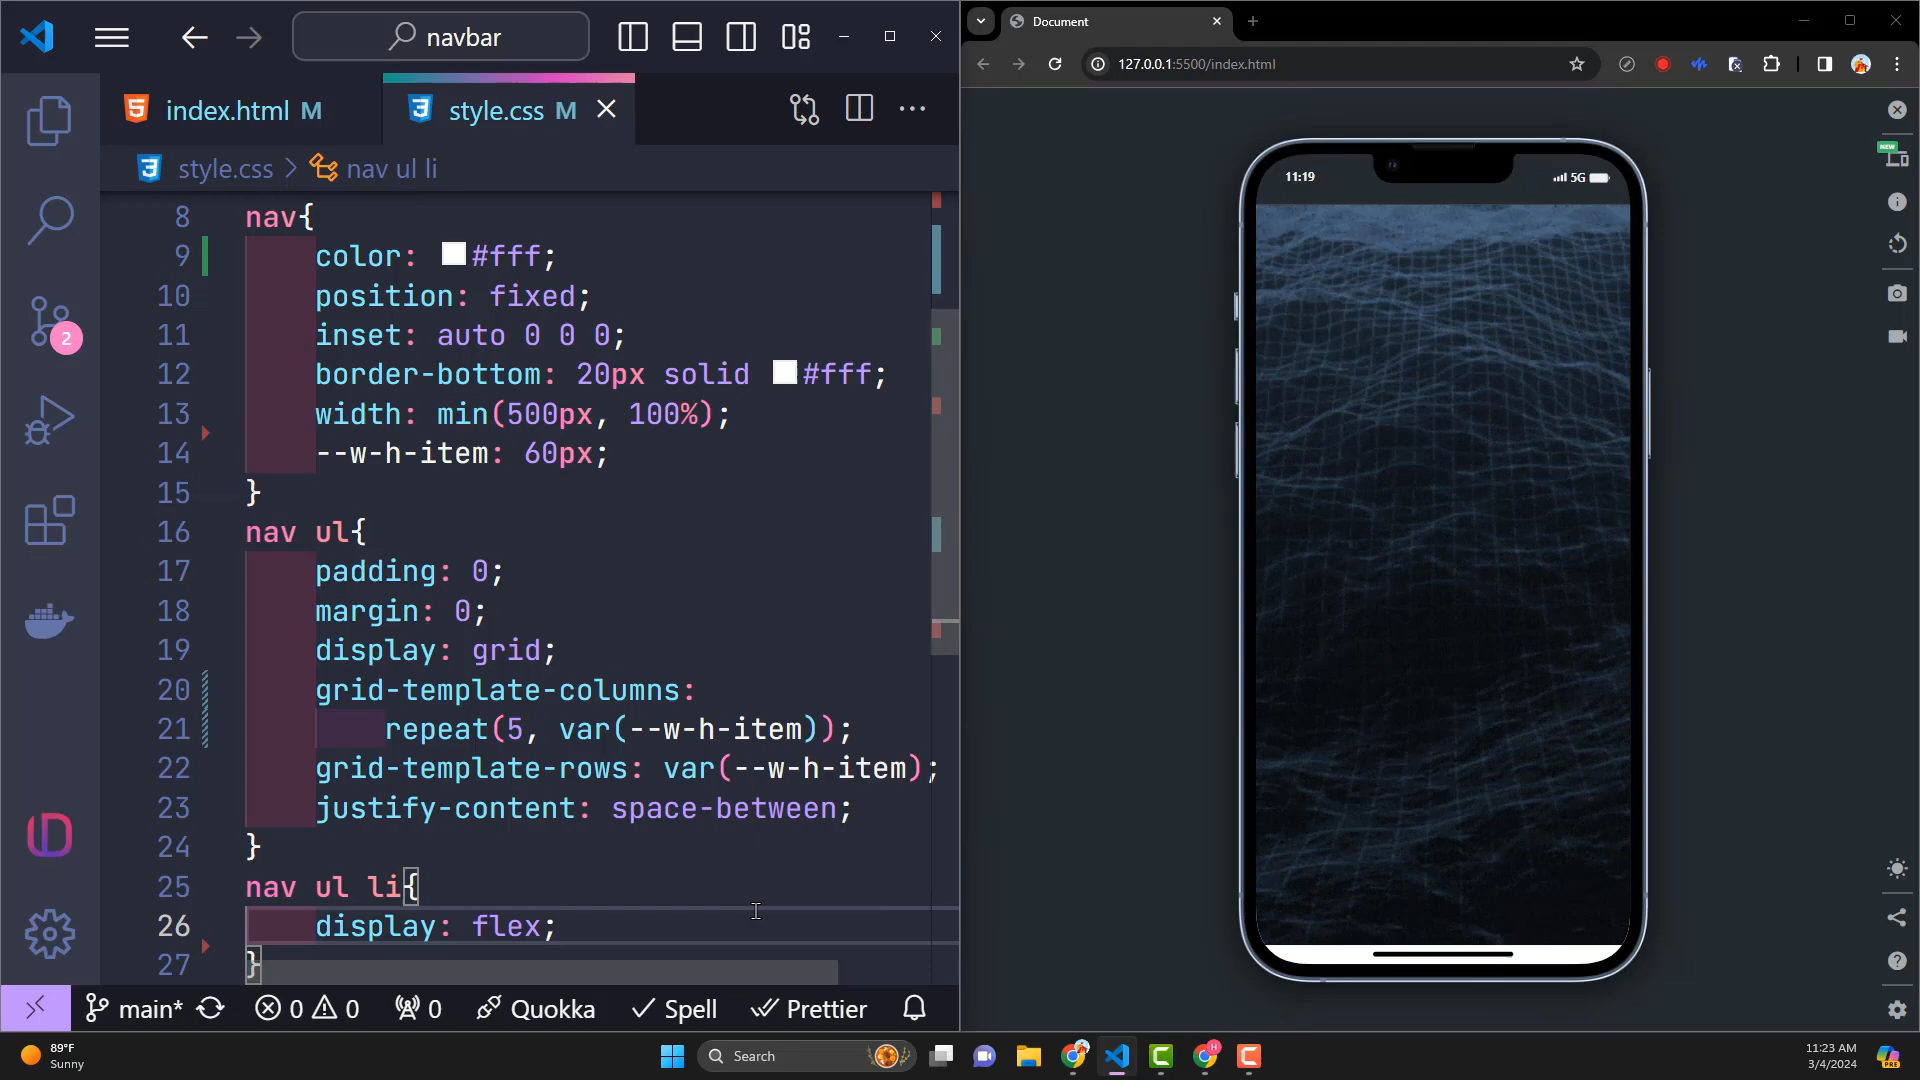 navbar
index.html M
style.css M
style.css > nav ul li
8 nav{
9 color: #fff;
10 position: fixed;
11 inset: auto 0 0 0;
12 border-bottom: 20px solid #fff;
13 width: min(500px, 100%);
14 --w-h-item: 60px;
15 }
16 nav ul{
17 padding: 0;
18 margin: 0;
19 display: grid;
20 grid-template-columns:
21 repeat(5, var(--w-h-item));
22 grid-template-rows: var(--w-h-item);
23 justify-content: space-between;
24 }
25 nav ul li{
26 display: flex;
27 }
2
main* 0 0 0 Quokka Spell Prettier
Document
127.0.0.1:5500/index.html
NEW
11:19 5G
89°F
Sunny
Search
H
PRE
11:23 AM
3/4/2024